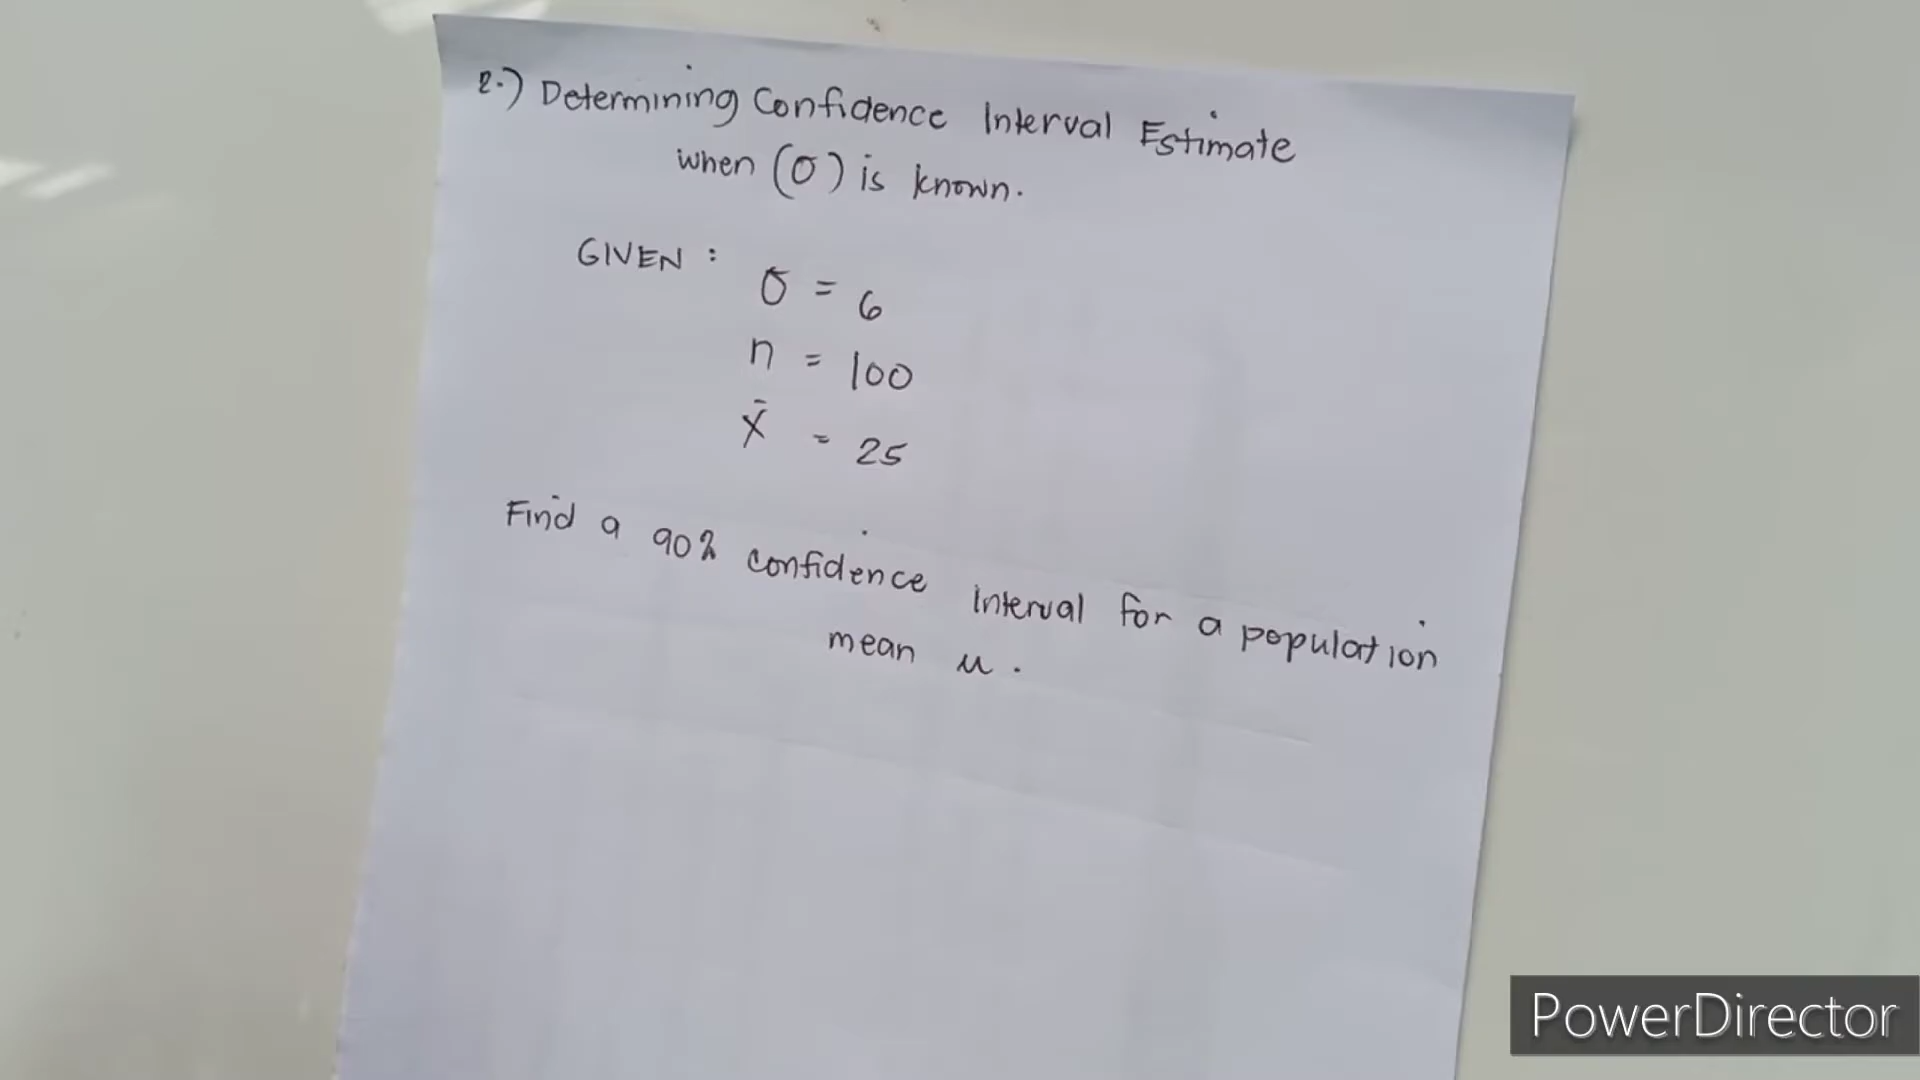 2.) Determining Confidence Interval Estimate
when (σ) is known.
GIVEN :
σ = 6
n = 100
x̄ = 25
Find a 90% confidence interval for a population
mean μ .
PowerDirector